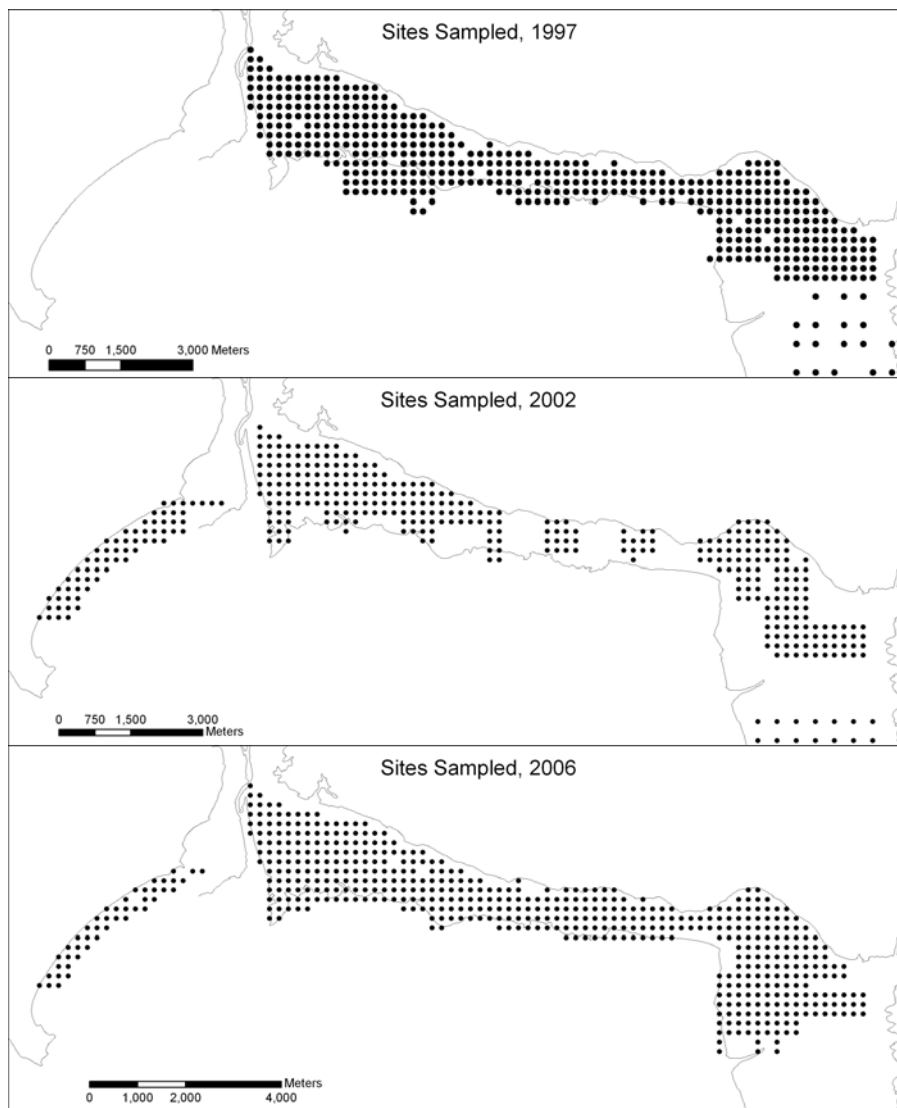 Sites Sampled, 1997
0 750 1,500 3,000 Meters
Sites Sampled, 2002
0 750 1,500 3,000
Meters
Sites Sampled, 2006
Meters
0 1,000 2,000 4,000